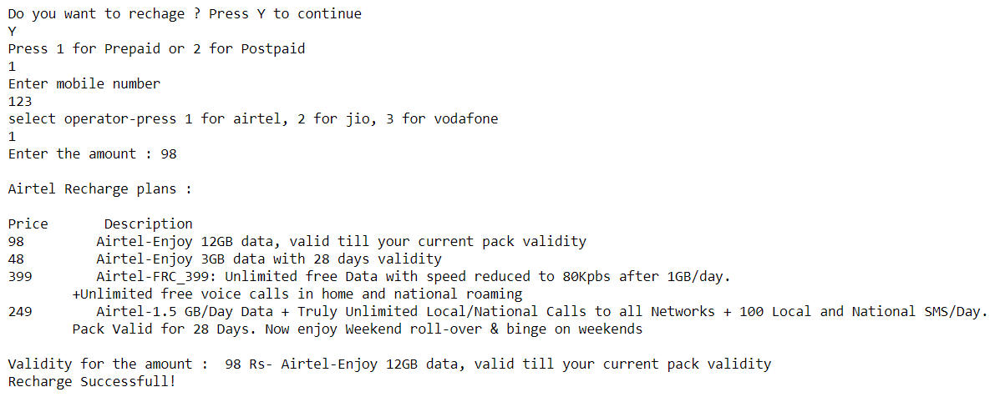 Do you want to rechage ? Press Y to continue
Y
Press 1 for Prepaid or 2 for Postpaid
1
Enter mobile number
123
select operator-press 1 for airtel, 2 for jio, 3 for vodafone
1
Enter the amount : 98
Airtel Recharge plans :
Price Description
98 Airtel-Enjoy 12GB data, valid till your current pack validity
48 Airtel-Enjoy 3GB data with 28 days validity
399 Airtel-FRC_399: Unlimited free Data with speed reduced to 80Kpbs after 1GB/day.
+Unlimited free voice calls in home and national roaming
249 Airtel-1.5 GB/Day Data + Truly Unlimited Local/National Calls to all Networks + 100 Local and National SMS/Day.
Pack Valid for 28 Days. Now enjoy Weekend roll-over & binge on weekends
Validity for the amount : 98 Rs- Airtel-Enjoy 12GB data, valid till your current pack validity
Recharge Successfull!